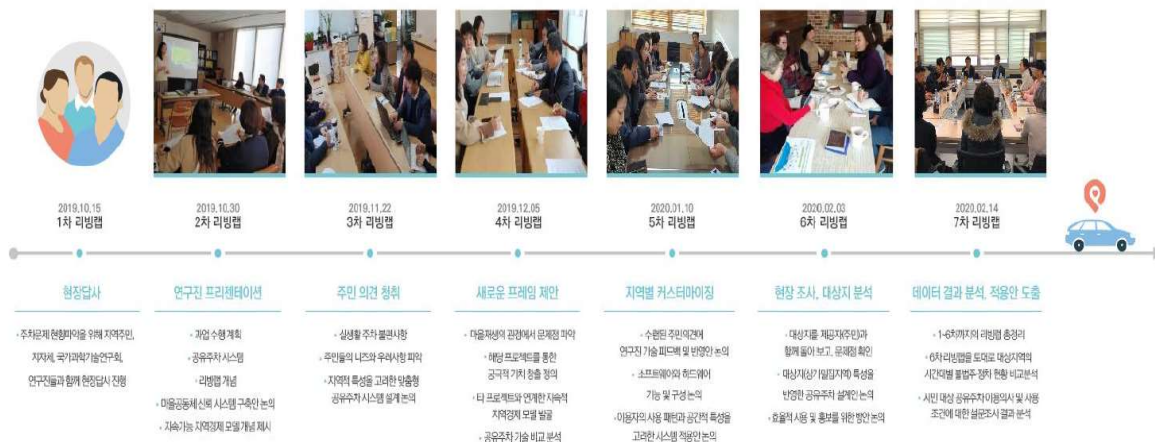 2019.10.15
1차 리빙랩
현장답사
• 주차문제 현황파악을 위해 지역주민,
지자체, 국가과학기술연구회,
연구진들과 함께 현장답사 진행
2019.10.30
2차 리빙랩
연구진 프리젠테이션
• 과업 수행 계획
• 공유주차 시스템
• 리빙랩 개념
• 마을공동체 신뢰 시스템 구축안 논의
• 지속가능 지역경제 모델 개념 제시
2019.11.22
3차 리빙랩
주민 의견 청취
• 실생활 주차 불편사항
• 주민들의 니즈와 우려사항 파악
• 지역적 특성을 고려한 맞춤형
공유주차 시스템 설계 논의
2019.12.05
4차 리빙랩
새로운 프레임 제안
• 마을재생의 관점에서 문제점 파악
• 해당 프로젝트를 통한
궁극적 가치 창출 정의
• 타 프로젝트와 연계한 지속적
지역경제 모델 발굴
• 공유주차 기술 비교 분석
2020.01.10
5차 리빙랩
지역별 커스터마이징
• 수렴된 주민의견에
연구진 기술 피드백 및 반영안 논의
• 소프트웨어와 하드웨어
기능 및 구성 논의
• 이용자의 사용 패턴과 공간적 특성을
고려한 시스템 적용안 논의
2020.02.03
6차 리빙랩
현장 조사, 대상지 분석
• 대상지를 제공자(주민)과
함께 돌아 보고, 문제점 확인
• 대상지(상가밀집지역) 특성을
반영한 공유주차 설계안 논의
• 효율적 사용 및 홍보를 위한 방안 논의
2020.02.14
7차 리빙랩
데이터 결과 분석, 적용안 도출
• 1~6차까지의 리빙랩 총정리
• 6차 리빙랩을 토대로 대상지역의
시간대별 불법주·정차 현황 비교분석
• 시민 대상 공유주차 이용의사 및 사용
조건에 대한 설문조사 결과 분석